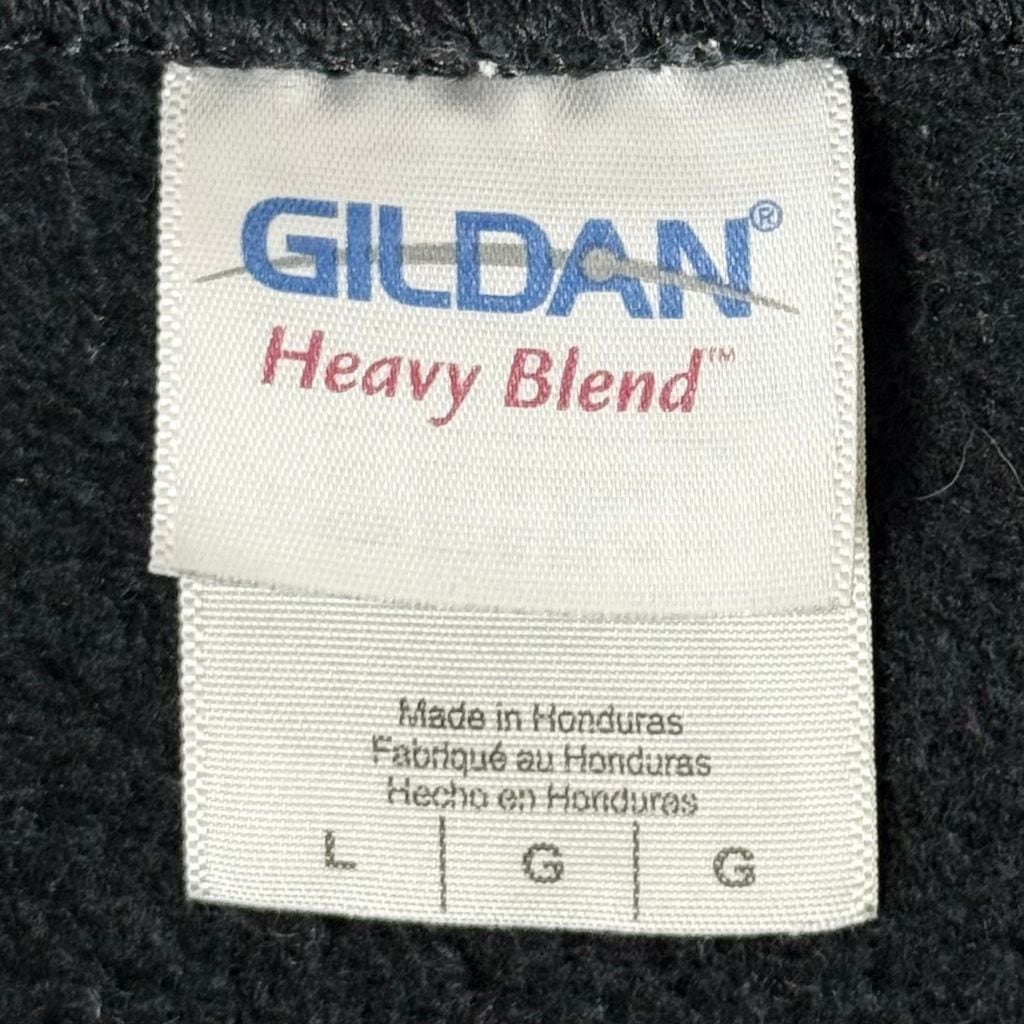 GILDAN®
Heavy Blend™
Made in Honduras
Fabriqué au Honduras
Hecho en Honduras
L | G | G